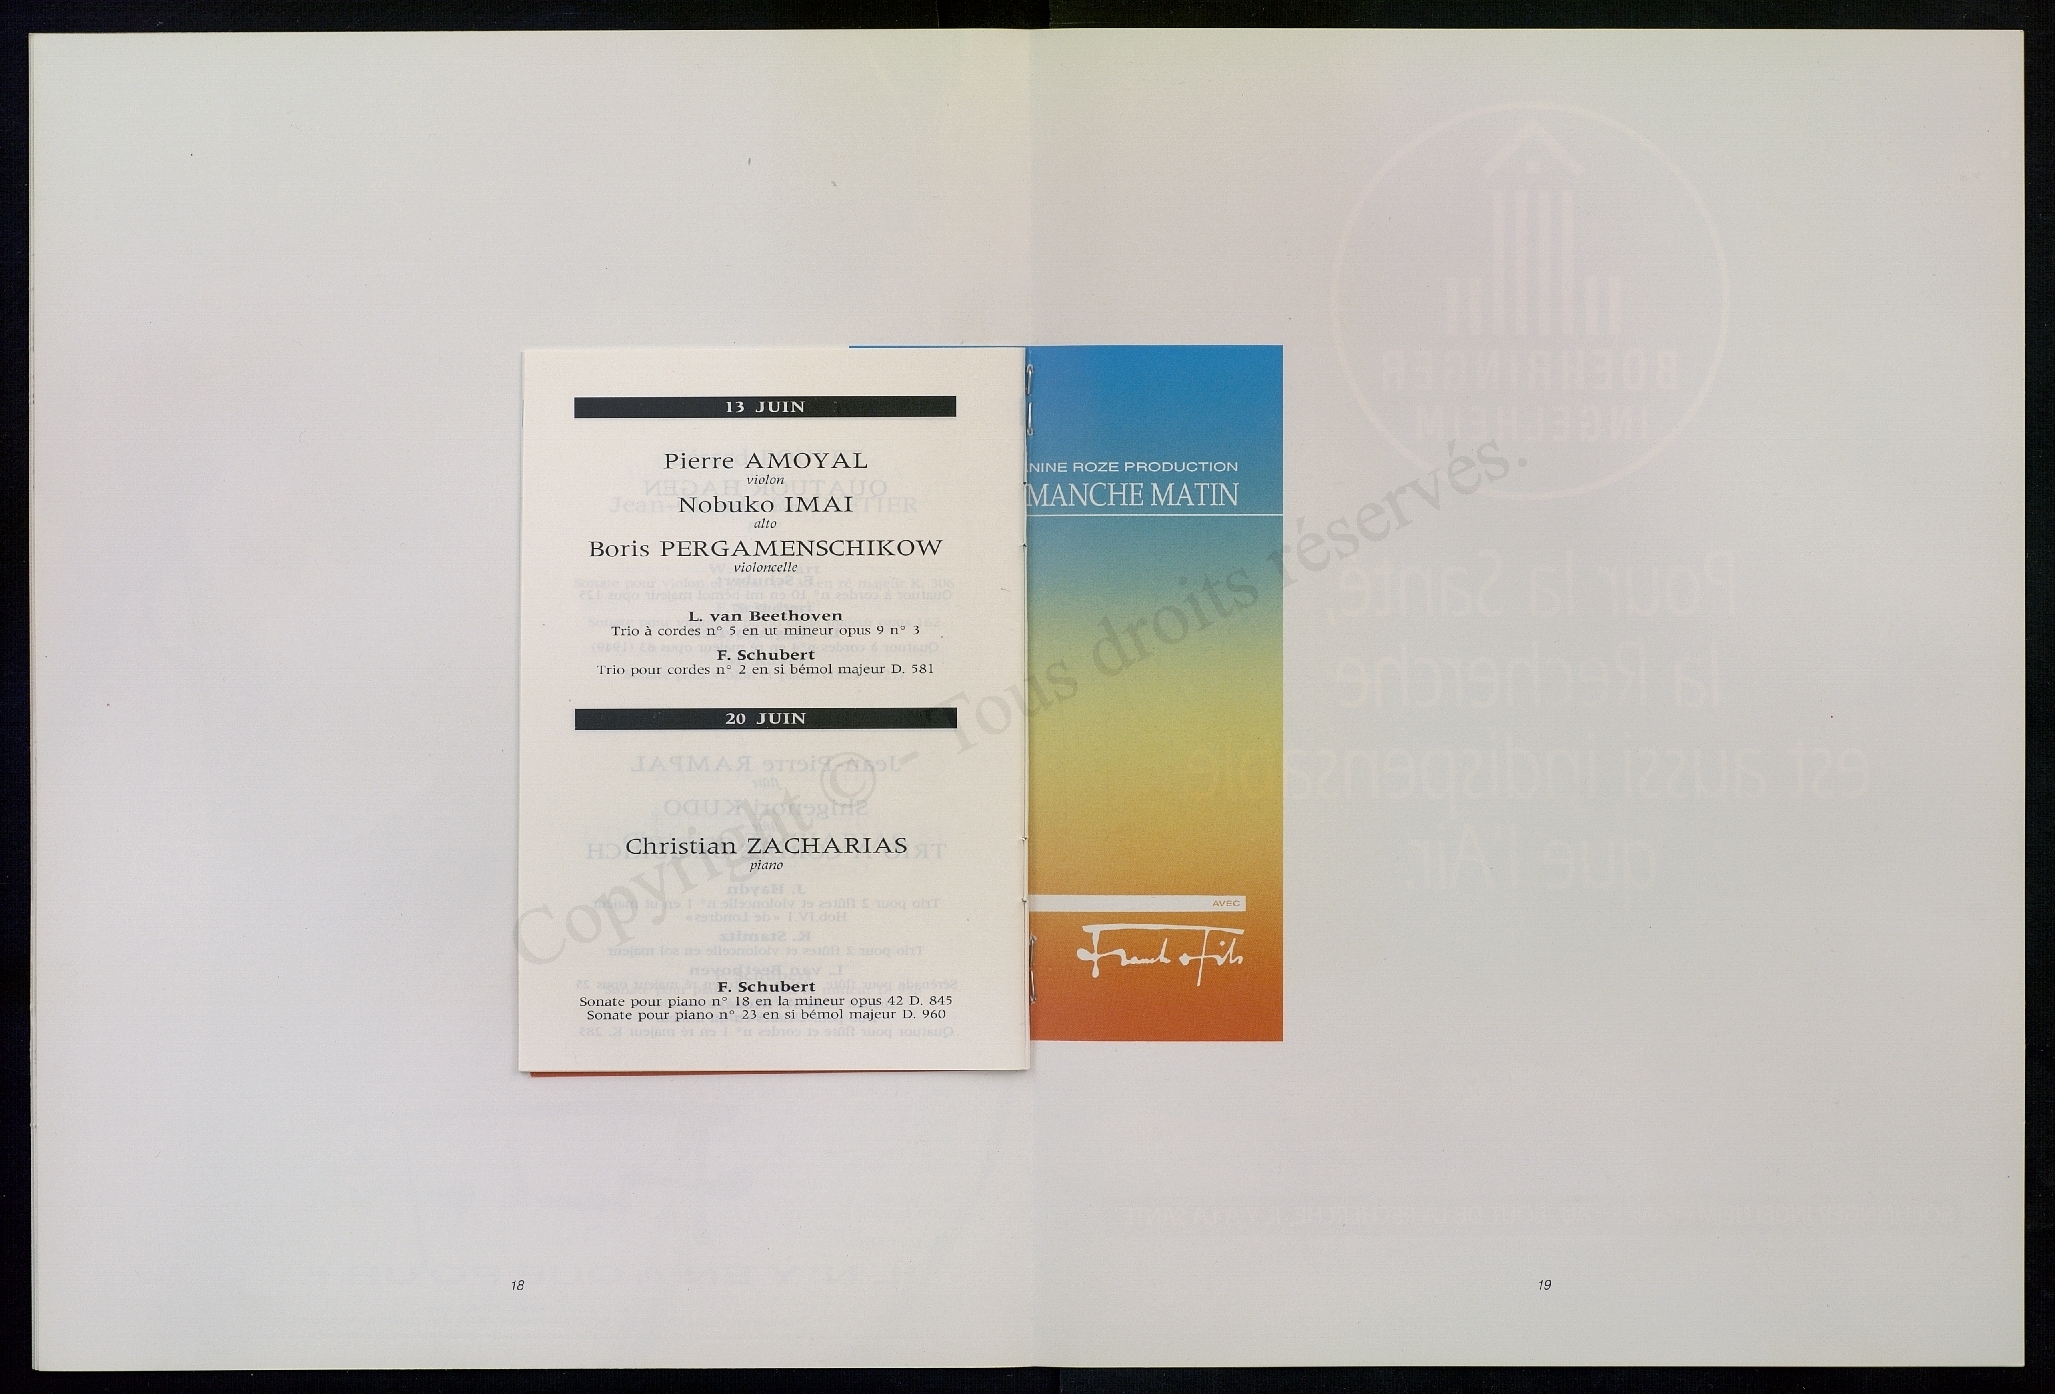 13 JUIN
Pierre AMOYAL
violon
Nobuko IMAI
alto
Boris PERGAMENSCHIKOW
violoncelle
L. van Beethoven
Trio à cordes n° 5 en ut mineur opus 9 n° 3
F. Schubert
Trio pour cordes n° 2 en si bémol majeur D. 581
20 JUIN
Christian ZACHARIAS
piano
F. Schubert
Sonate pour piano n° 18 en la mineur opus 42 D. 845
Sonate pour piano n° 23 en si bémol majeur D. 960
NINE ROZE PRODUCTION
MANCHE MATIN
AVEC
Franck & Fils
Copyright © - Tous droits réservés.
18
19